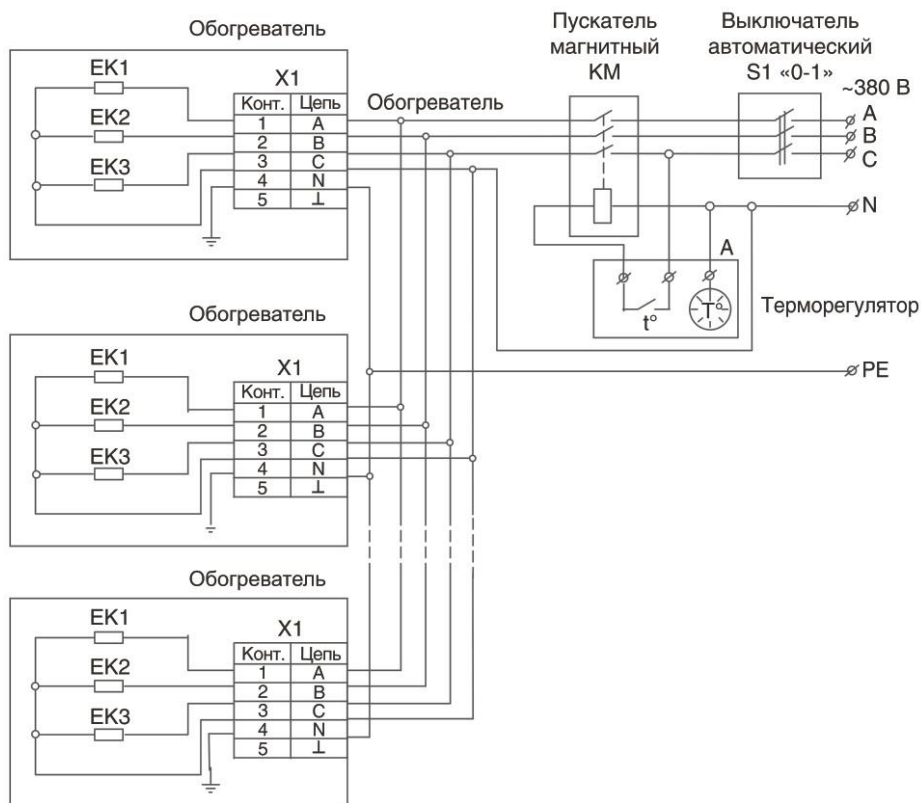 Обогреватель
EK1
EK2
EK3
X1
Конт. Цепь
1 A
2 B
3 C
4 N
5 ⊥
Обогреватель
Пускатель
магнитный
KM
Выключатель
автоматический
S1 «0-1»
~380 В
A
B
C
N
A
t°
T°
Терморегулятор
PE
Обогреватель
EK1
EK2
EK3
X1
Конт. Цепь
1 A
2 B
3 C
4 N
5 ⊥
Обогреватель
EK1
EK2
EK3
X1
Конт. Цепь
1 A
2 B
3 C
4 N
5 ⊥